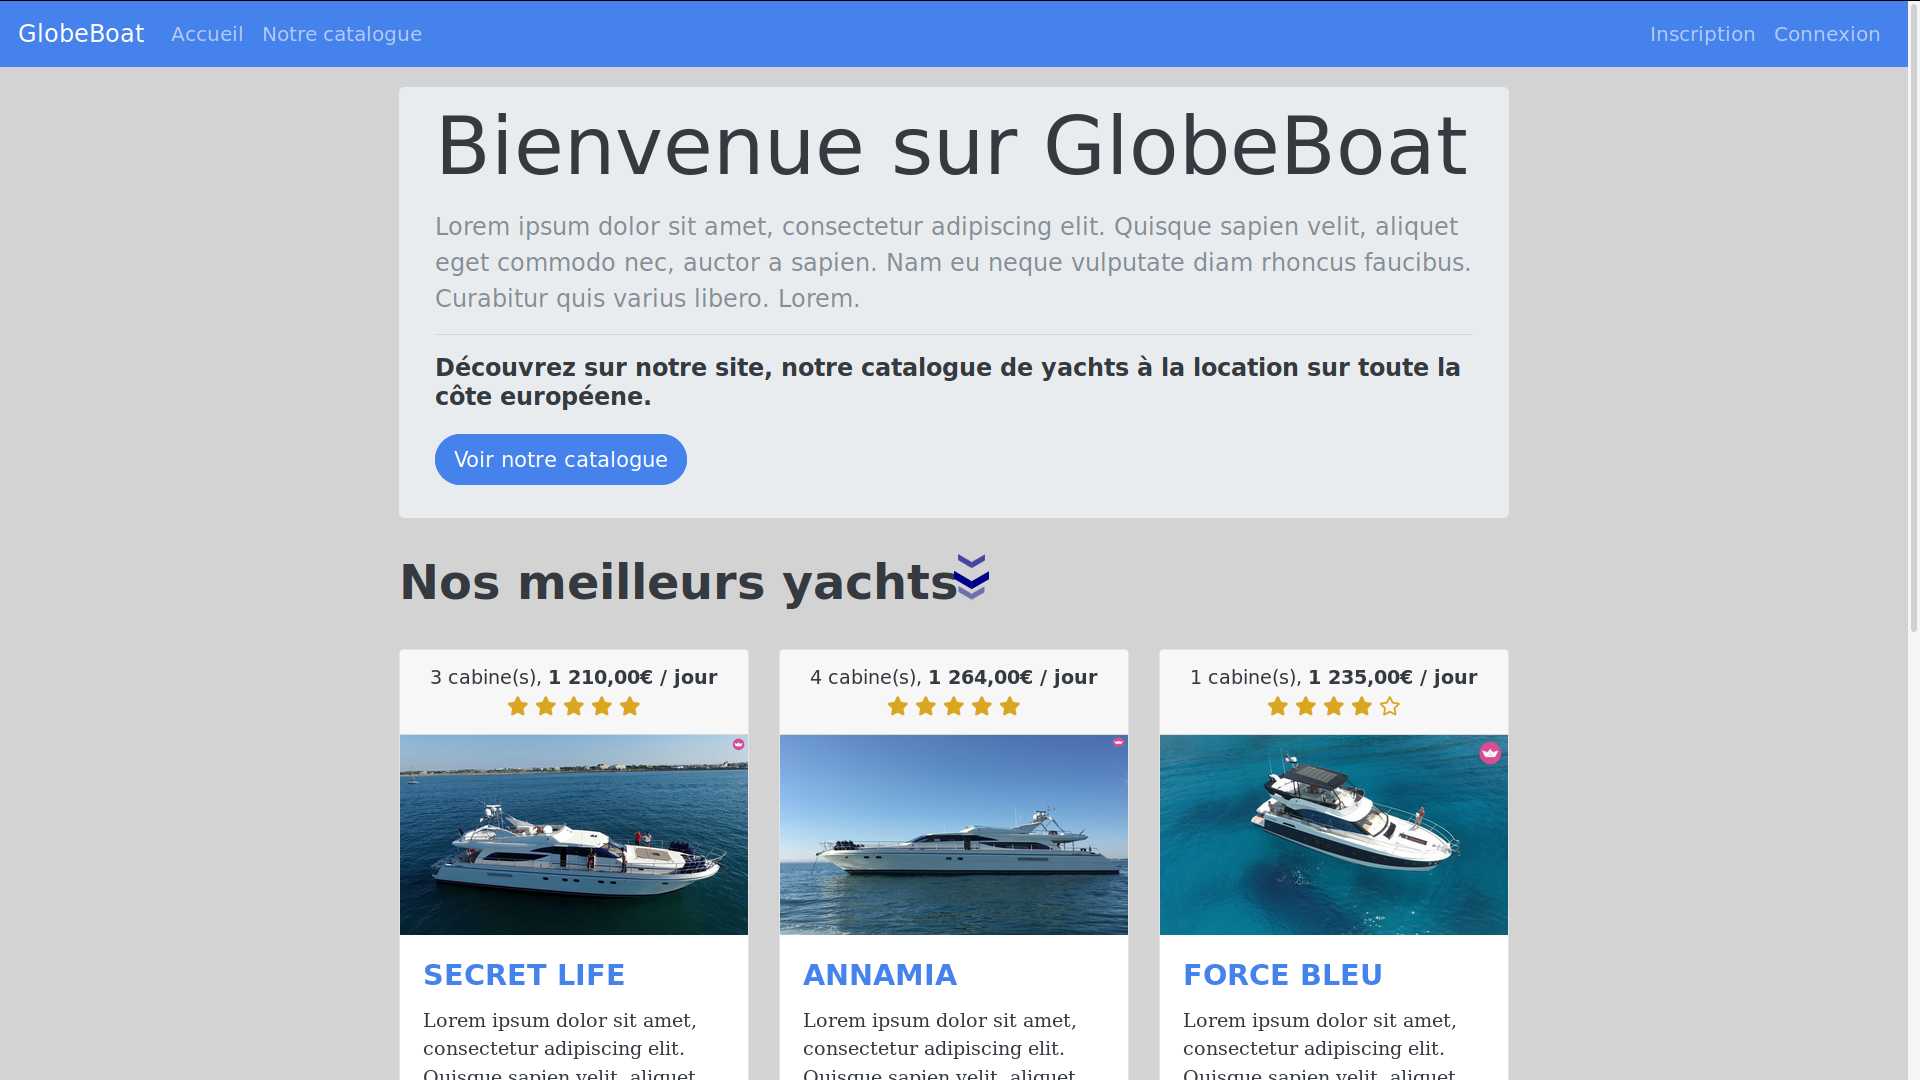 GlobeBoat Accueil Notre catalogue Inscription Connexion
Bienvenue sur GlobeBoat
Lorem ipsum dolor sit amet, consectetur adipiscing elit. Quisque sapien velit, aliquet
eget commodo nec, auctor a sapien. Nam eu neque vulputate diam rhoncus faucibus.
Curabitur quis varius libero. Lorem.
Découvrez sur notre site, notre catalogue de yachts à la location sur toute la
côte européene.
Voir notre catalogue
Nos meilleurs yachts
3 cabine(s), 1 210,00€ / jour
SECRET LIFE
Lorem ipsum dolor sit amet,
consectetur adipiscing elit.
Quisque sapien velit, aliquet
4 cabine(s), 1 264,00€ / jour
ANNAMIA
Lorem ipsum dolor sit amet,
consectetur adipiscing elit.
Quisque sapien velit, aliquet
1 cabine(s), 1 235,00€ / jour
FORCE BLEU
Lorem ipsum dolor sit amet,
consectetur adipiscing elit.
Quisque sapien velit, aliquet